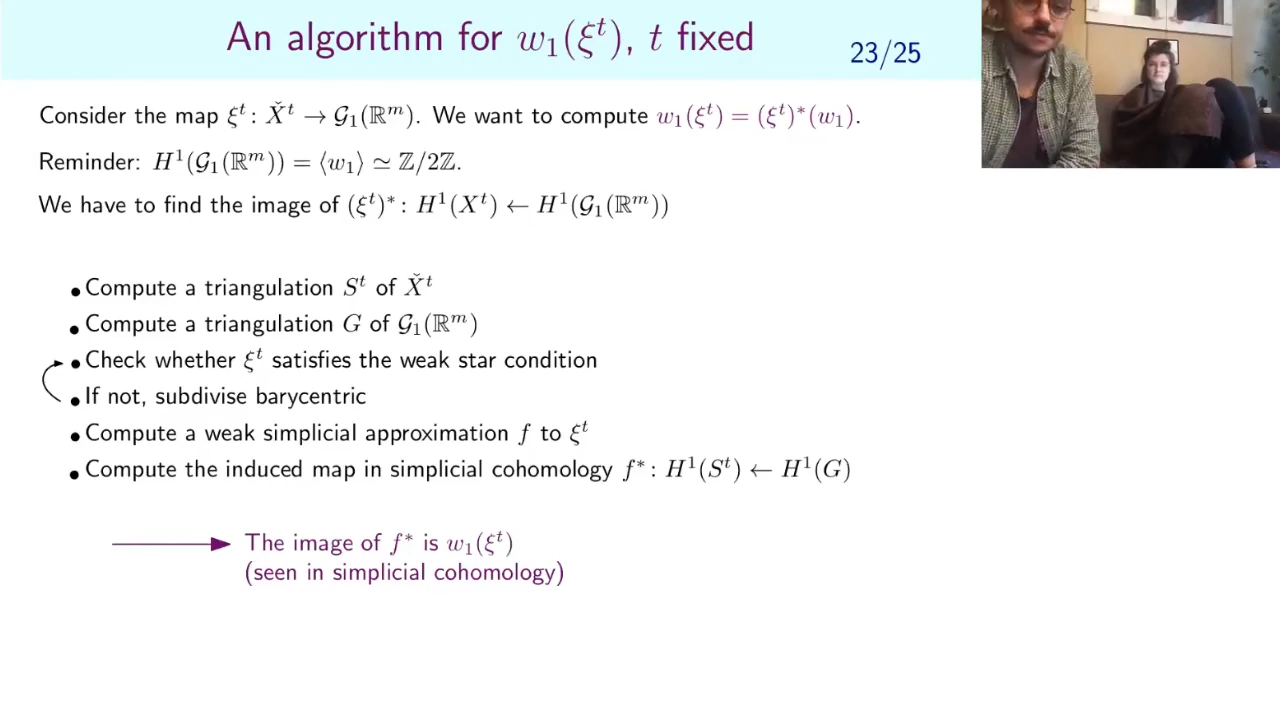 An algorithm for w₁(ξᵗ), t fixed
23/25
Consider the map ξᵗ: X̌ᵗ → 𝒢₁(ℝᵐ). We want to compute w₁(ξᵗ) = (ξᵗ)*(w₁).
Reminder: H¹(𝒢₁(ℝᵐ)) = ⟨w₁⟩ ≃ ℤ/2ℤ.
We have to find the image of (ξᵗ)*: H¹(Xᵗ) ← H¹(𝒢₁(ℝᵐ))
• Compute a triangulation Sᵗ of X̌ᵗ
• Compute a triangulation G of 𝒢₁(ℝᵐ)
• Check whether ξᵗ satisfies the weak star condition
• If not, subdivise barycentric
• Compute a weak simplicial approximation f to ξᵗ
• Compute the induced map in simplicial cohomology f*: H¹(Sᵗ) ← H¹(G)
The image of f* is w₁(ξᵗ)
(seen in simplicial cohomology)